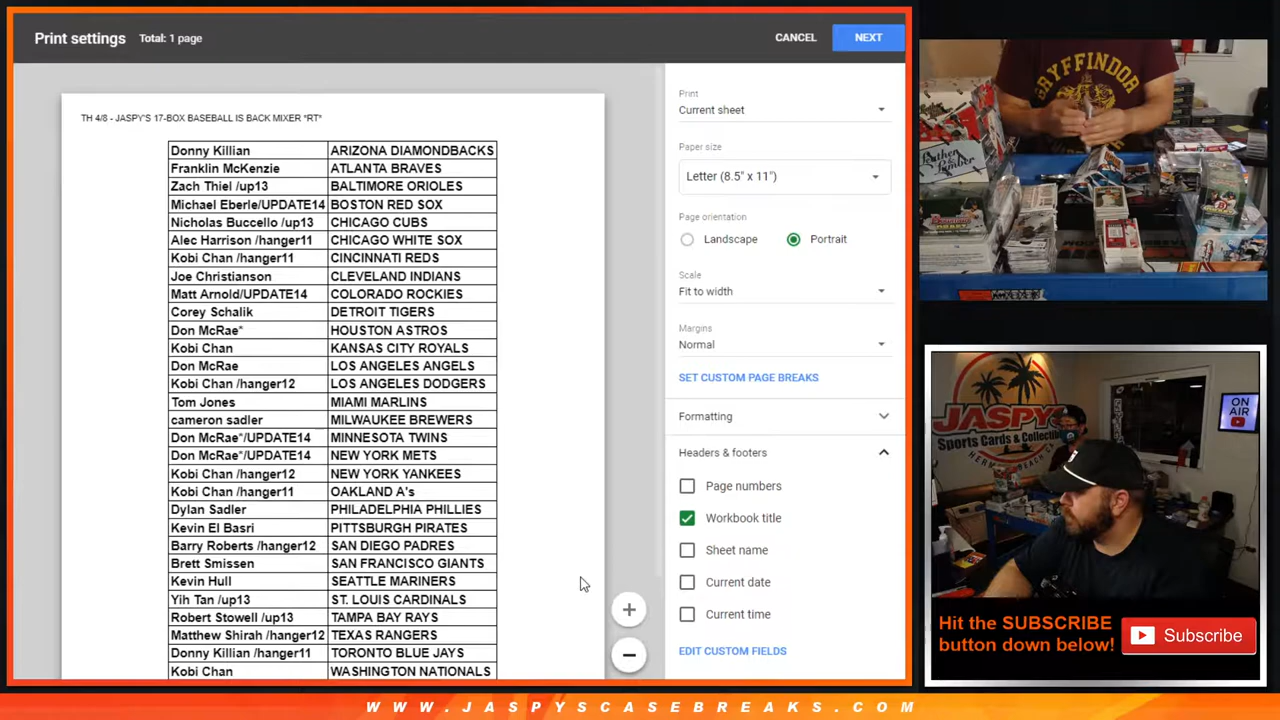 Print settings Total: 1 page CANCEL NEXT
TH 4/8 - JASPY'S 17-BOX BASEBALL IS BACK MIXER *RT*
Donny Killian ARIZONA DIAMONDBACKS
Franklin McKenzie ATLANTA BRAVES
Zach Thiel /up13 BALTIMORE ORIOLES
Michael Eberle/UPDATE14 BOSTON RED SOX
Nicholas Buccello /up13 CHICAGO CUBS
Alec Harrison /hanger11 CHICAGO WHITE SOX
Kobi Chan /hanger11 CINCINNATI REDS
Joe Christianson CLEVELAND INDIANS
Matt Arnold/UPDATE14 COLORADO ROCKIES
Corey Schalik DETROIT TIGERS
Don McRae* HOUSTON ASTROS
Kobi Chan KANSAS CITY ROYALS
Don McRae LOS ANGELES ANGELS
Kobi Chan /hanger12 LOS ANGELES DODGERS
Tom Jones MIAMI MARLINS
cameron sadler MILWAUKEE BREWERS
Don McRae*/UPDATE14 MINNESOTA TWINS
Don McRae*/UPDATE14 NEW YORK METS
Kobi Chan /hanger12 NEW YORK YANKEES
Kobi Chan /hanger11 OAKLAND A's
Dylan Sadler PHILADELPHIA PHILLIES
Kevin El Basri PITTSBURGH PIRATES
Barry Roberts /hanger12 SAN DIEGO PADRES
Brett Smissen SAN FRANCISCO GIANTS
Kevin Hull SEATTLE MARINERS
Yih Tan /up13 ST. LOUIS CARDINALS
Robert Stowell /up13 TAMPA BAY RAYS
Matthew Shirah /hanger12 TEXAS RANGERS
Donny Killian /hanger11 TORONTO BLUE JAYS
Kobi Chan WASHINGTON NATIONALS
Print
Current sheet
Paper size
Letter (8.5" x 11")
Page orientation
Landscape Portrait
Scale
Fit to width
Margins
Normal
SET CUSTOM PAGE BREAKS
Formatting
Headers & footers
Page numbers
Workbook title
Sheet name
Current date
Current time
EDIT CUSTOM FIELDS
GRYFFINDOR
Leather &
Lumber
JASPY'S
Sports Cards & Collectibles
HERMOSA BEACH
ON
AIR
Hit the SUBSCRIBE
button down below!
Subscribe
WWW.JASPYSCASEBREAKS.COM